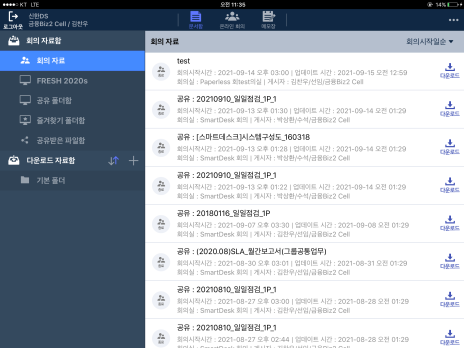 KT LTE
오전 11:35
14%
로그아웃
신한DS
금융Biz2 Cell / 김찬우
문서함
온라인 회의
메모장
회의 자료함
회의 자료
FRESH 2020s
공유 폴더함
즐겨찾기 폴더함
공유받은 파일함
다운로드 자료함
기본 폴더
회의 자료
회의시작일순
test
회의시작시간 : 2021-09-14 오후 03:00 | 업데이트 시간 : 2021-09-15 오전 12:59
회의실 : Paperless 회test의실 | 게시자 : 김찬우/선임/금융Biz2 Cell
다운로드
공유 : 20210910_일일점검_1P_1
회의시작시간 : 2021-09-13 오후 01:30 | 업데이트 시간 : 2021-09-14 오전 01:29
회의실 : SmartDesk 회의 | 게시자 : 박상환/수석/금융Biz2 Cell
다운로드
공유 : [스마트데스크]시스템구성도_160318
회의시작시간 : 2021-09-13 오후 01:28 | 업데이트 시간 : 2021-09-14 오전 01:29
회의실 : SmartDesk 회의 | 게시자 : 박상환/수석/금융Biz2 Cell
다운로드
공유 : 20210910_일일점검_1P_1
회의시작시간 : 2021-09-13 오후 01:22 | 업데이트 시간 : 2021-09-14 오전 01:29
회의실 : SmartDesk 회의 | 게시자 : 박상환/수석/금융Biz2 Cell
다운로드
공유 : 20180116_일일점검_1P
회의시작시간 : 2021-09-07 오후 03:30 | 업데이트 시간 : 2021-09-08 오전 01:29
회의실 : SmartDesk 회의 | 게시자 : 김찬우/선임/금융Biz2 Cell
다운로드
공유 : (2020.08)SLA_월간보고서(그룹공통업무)
회의시작시간 : 2021-08-30 오후 03:01 | 업데이트 시간 : 2021-08-31 오전 01:29
회의실 : SmartDesk 회의 | 게시자 : 김찬우/선임/금융Biz2 Cell
다운로드
공유 : 20210810_일일점검_1P_1
회의시작시간 : 2021-08-27 오후 03:00 | 업데이트 시간 : 2021-08-28 오전 01:29
회의실 : SmartDesk 회의 | 게시자 : 김찬우/선임/금융Biz2 Cell
다운로드
공유 : 20210810_일일점검_1P_1
회의시작시간 : 2021-08-27 오후 02:44 | 업데이트 시간 : 2021-08-28 오전 01:29
다운로드